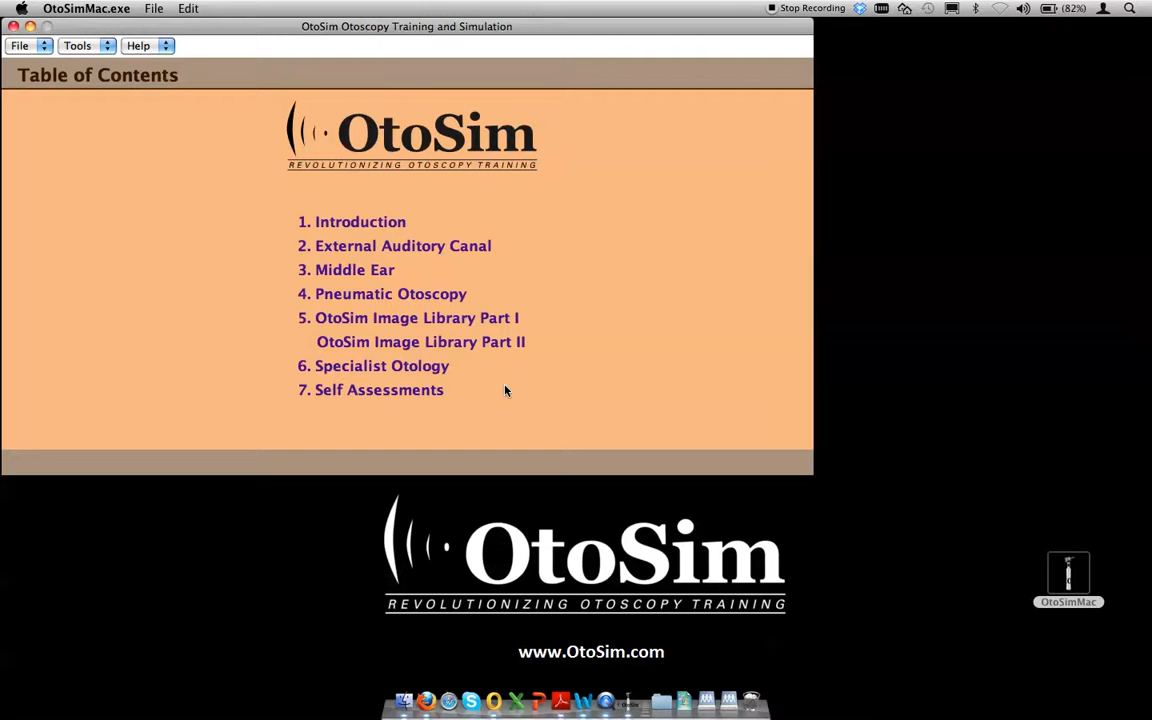 OtoSimMac.exe File Edit Stop Recording (82%)
OtoSim Otoscopy Training and Simulation
File Tools Help
Table of Contents
OtoSim
REVOLUTIONIZING OTOSCOPY TRAINING
1. Introduction
2. External Auditory Canal
3. Middle Ear
4. Pneumatic Otoscopy
5. OtoSim Image Library Part I
OtoSim Image Library Part II
6. Specialist Otology
7. Self Assessments
OtoSim
REVOLUTIONIZING OTOSCOPY TRAINING
OtoSimMac
www.OtoSim.com